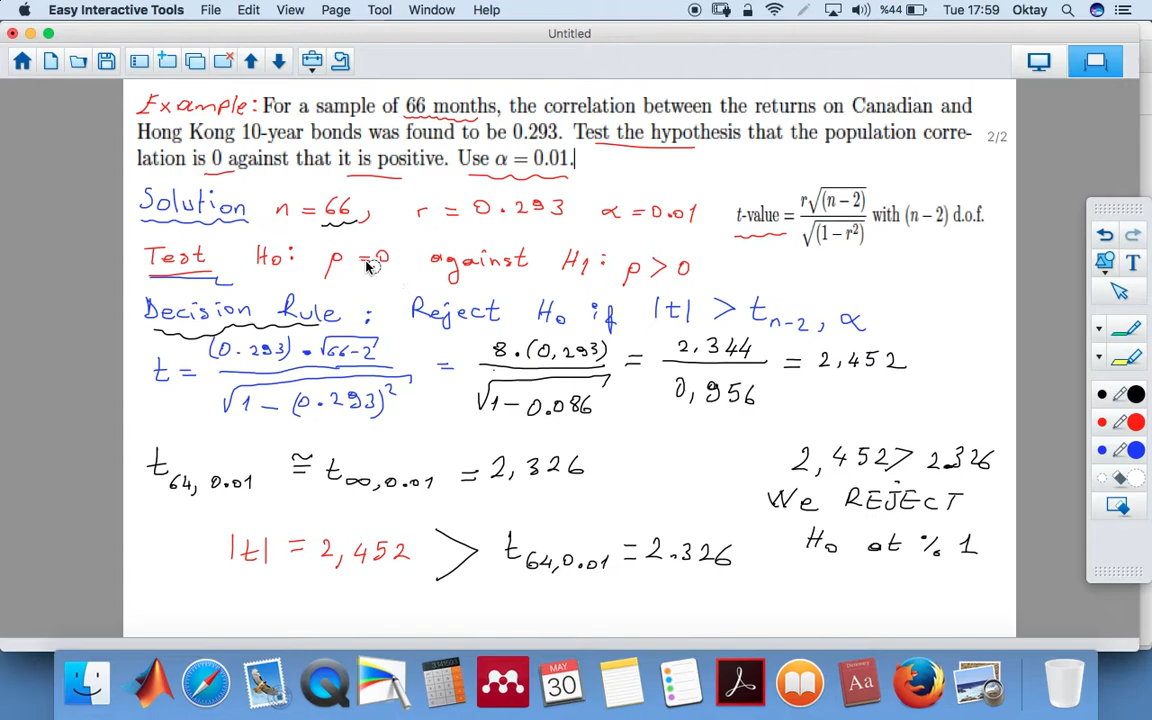 Easy Interactive Tools File Edit View Page Tool Window Help %44 Tue 17:59 Oktay
Untitled
Example: For a sample of 66 months, the correlation between the returns on Canadian and
Hong Kong 10-year bonds was found to be 0.293. Test the hypothesis that the population corre-
2/2
lation is 0 against that it is positive. Use α = 0.01.
Solution n = 66, r = 0.293 α = 0.01
t-value = r√(n − 2) / √(1 − r²) with (n − 2) d.o.f.
Test H₀: ρ = 0 against H₁: ρ > 0
Decision Rule: Reject H₀ if |t| > t n-2, α
t = (0.293) • √66-2 / √1 − (0.293)² = 8.(0,293) / √1-0.086 = 2,344 / 0,956 = 2,452
t 64, 0.01 ≅ t ∞, 0.01 = 2,326
2,452 > 2.326
We REJECT
H₀ at % 1
|t| = 2,452 > t 64,0.01 = 2.326
T
MAY
30
Aa
Dictionary